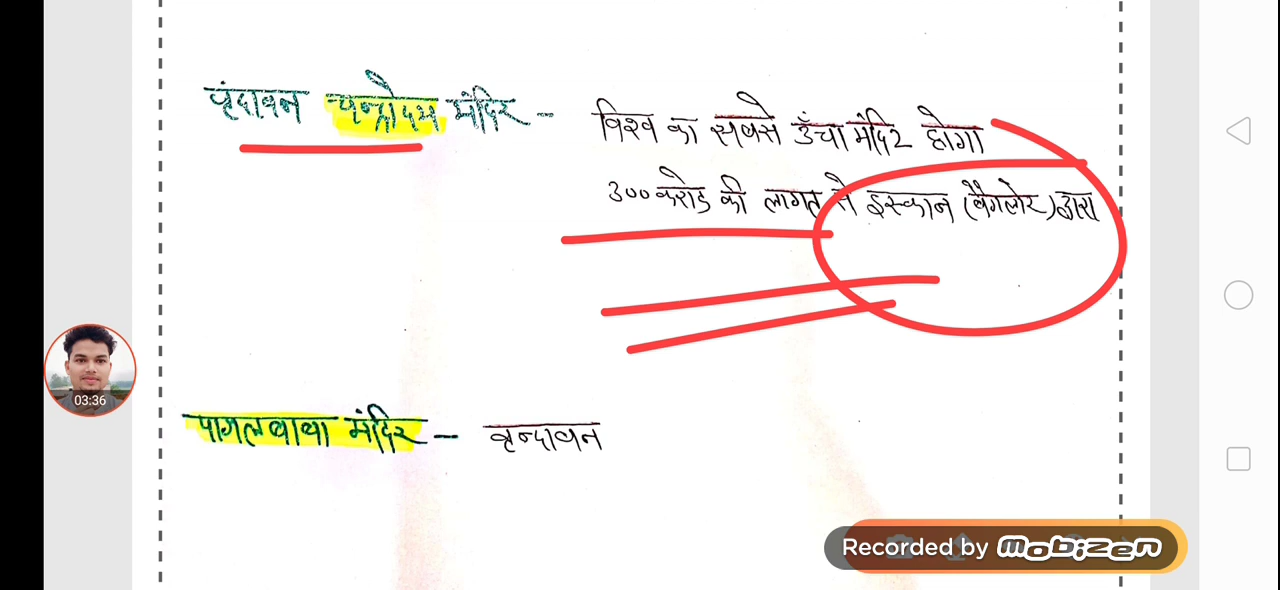 वृंदावन चन्द्रोदय मंदिर - विश्व का सबसे उँचा मंदिर होगा
300 करोड की लागत से इस्कान (बैंगलोर) द्वारा
03:36
पागलबाबा मंदिर - वृन्दावन
Recorded by mobizen